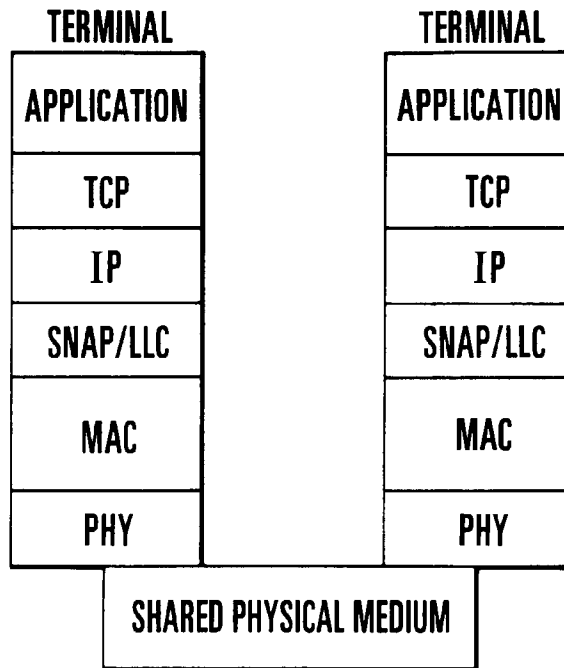 TERMINAL
APPLICATION
TCP
IP
SNAP/LLC
MAC
PHY
TERMINAL
APPLICATION
TCP
IP
SNAP/LLC
MAC
PHY
SHARED PHYSICAL MEDIUM